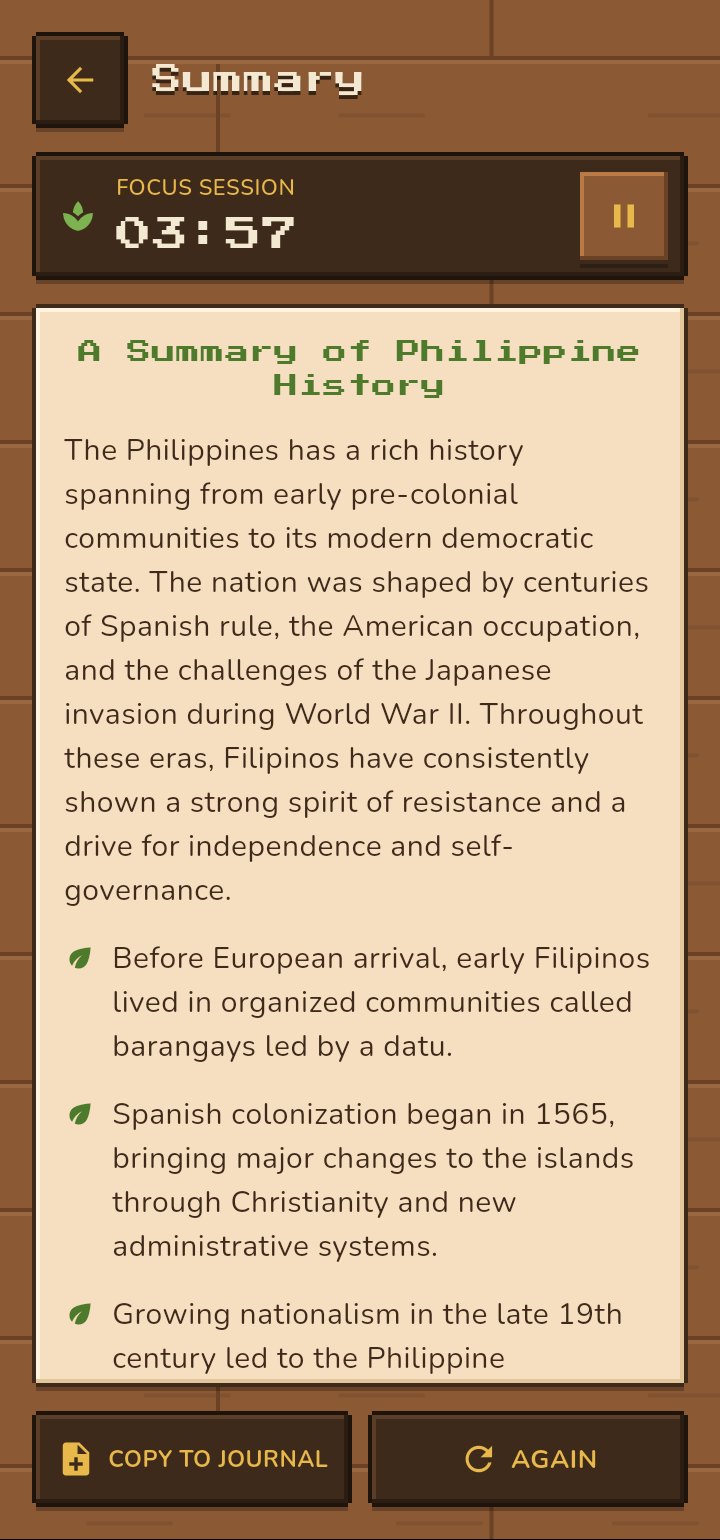 Summary
FOCUS SESSION
03:57
A Summary of Philippine
History
The Philippines has a rich history
spanning from early pre-colonial
communities to its modern democratic
state. The nation was shaped by centuries
of Spanish rule, the American occupation,
and the challenges of the Japanese
invasion during World War II. Throughout
these eras, Filipinos have consistently
shown a strong spirit of resistance and a
drive for independence and self-
governance.
Before European arrival, early Filipinos
lived in organized communities called
barangays led by a datu.
Spanish colonization began in 1565,
bringing major changes to the islands
through Christianity and new
administrative systems.
Growing nationalism in the late 19th
century led to the Philippine
COPY TO JOURNAL
AGAIN